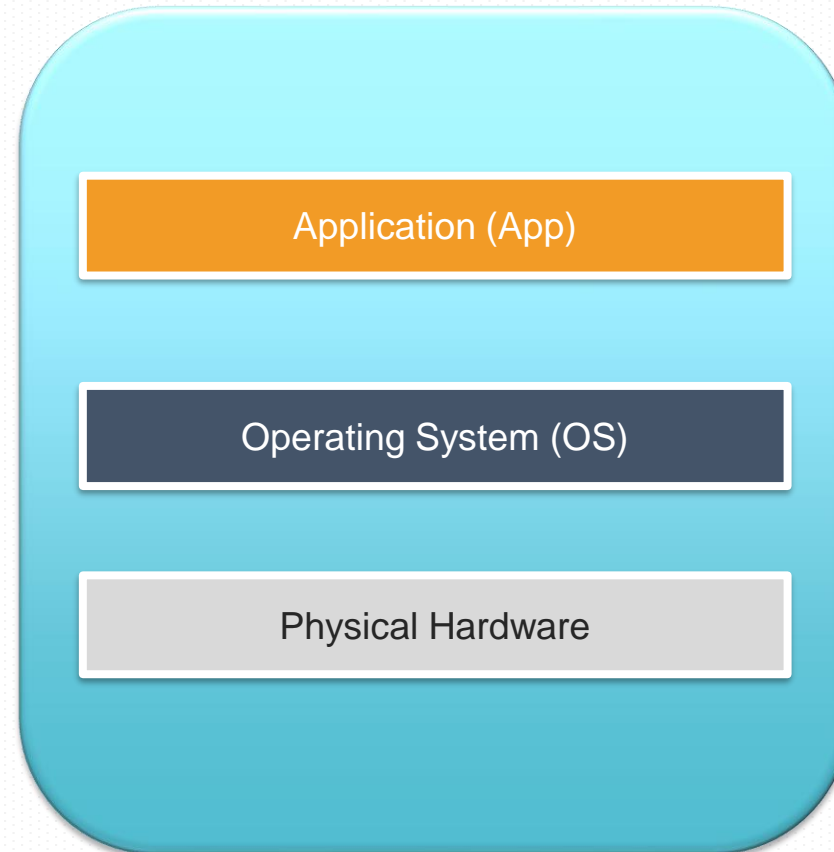 Application (App)
Operating System (OS)
Physical Hardware